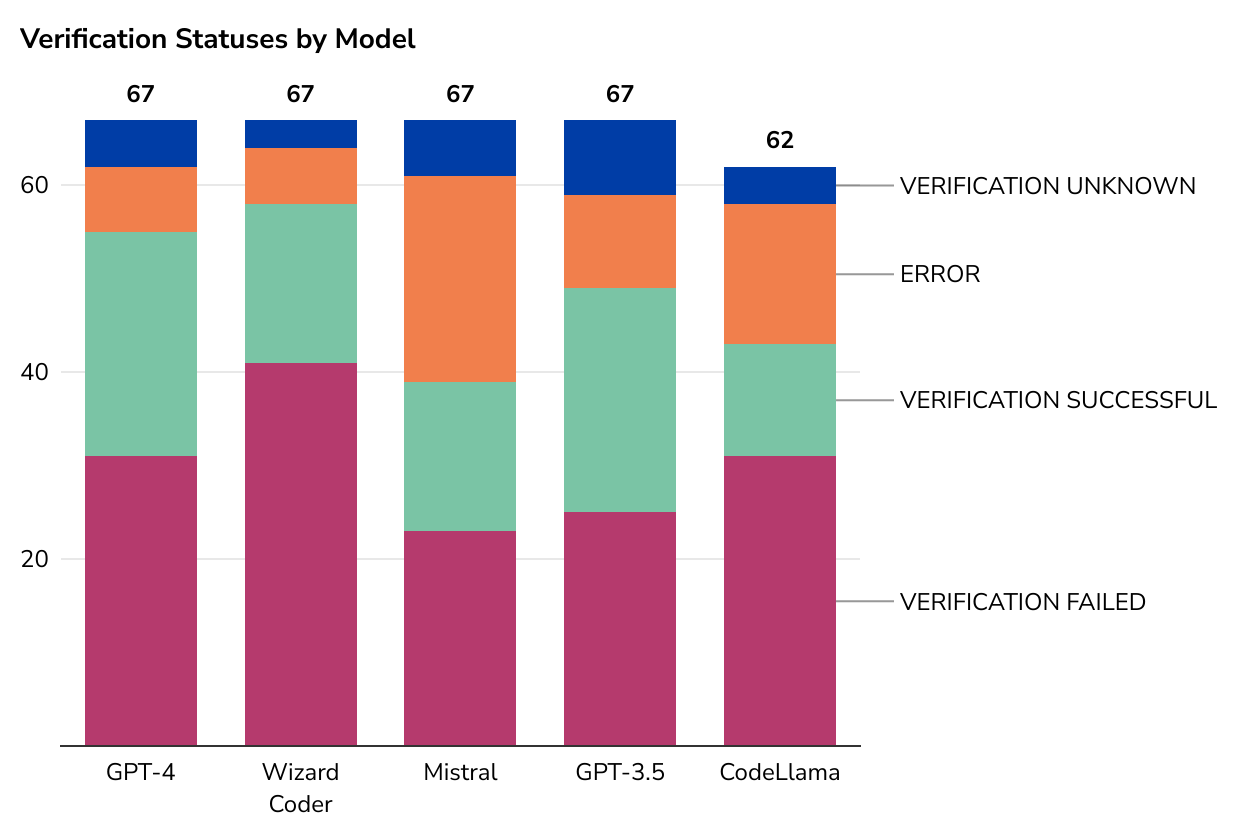 Verification Statuses by Model
67
67
67
67
62
60
40
20
VERIFICATION UNKNOWN
ERROR
VERIFICATION SUCCESSFUL
VERIFICATION FAILED
GPT-4
Wizard
Coder
Mistral
GPT-3.5
CodeLlama